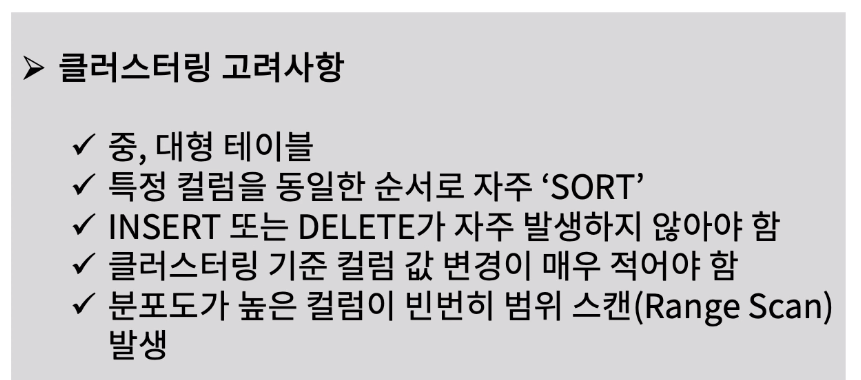 ➢ 클러스터링 고려사항
✓ 중, 대형 테이블
✓ 특정 컬럼을 동일한 순서로 자주 ‘SORT’
✓ INSERT 또는 DELETE가 자주 발생하지 않아야 함
✓ 클러스터링 기준 컬럼 값 변경이 매우 적어야 함
✓ 분포도가 높은 컬럼이 빈번히 범위 스캔(Range Scan)
발생